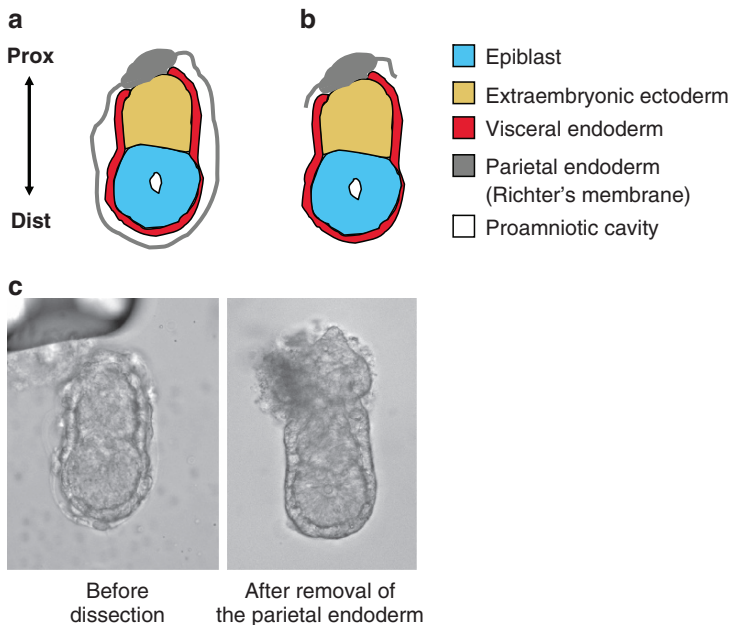 a
b
Prox
Dist
Epiblast
Extraembryonic ectoderm
Visceral endoderm
Parietal endoderm
(Richter's membrane)
Proamniotic cavity
c
Before
dissection
After removal of
the parietal endoderm